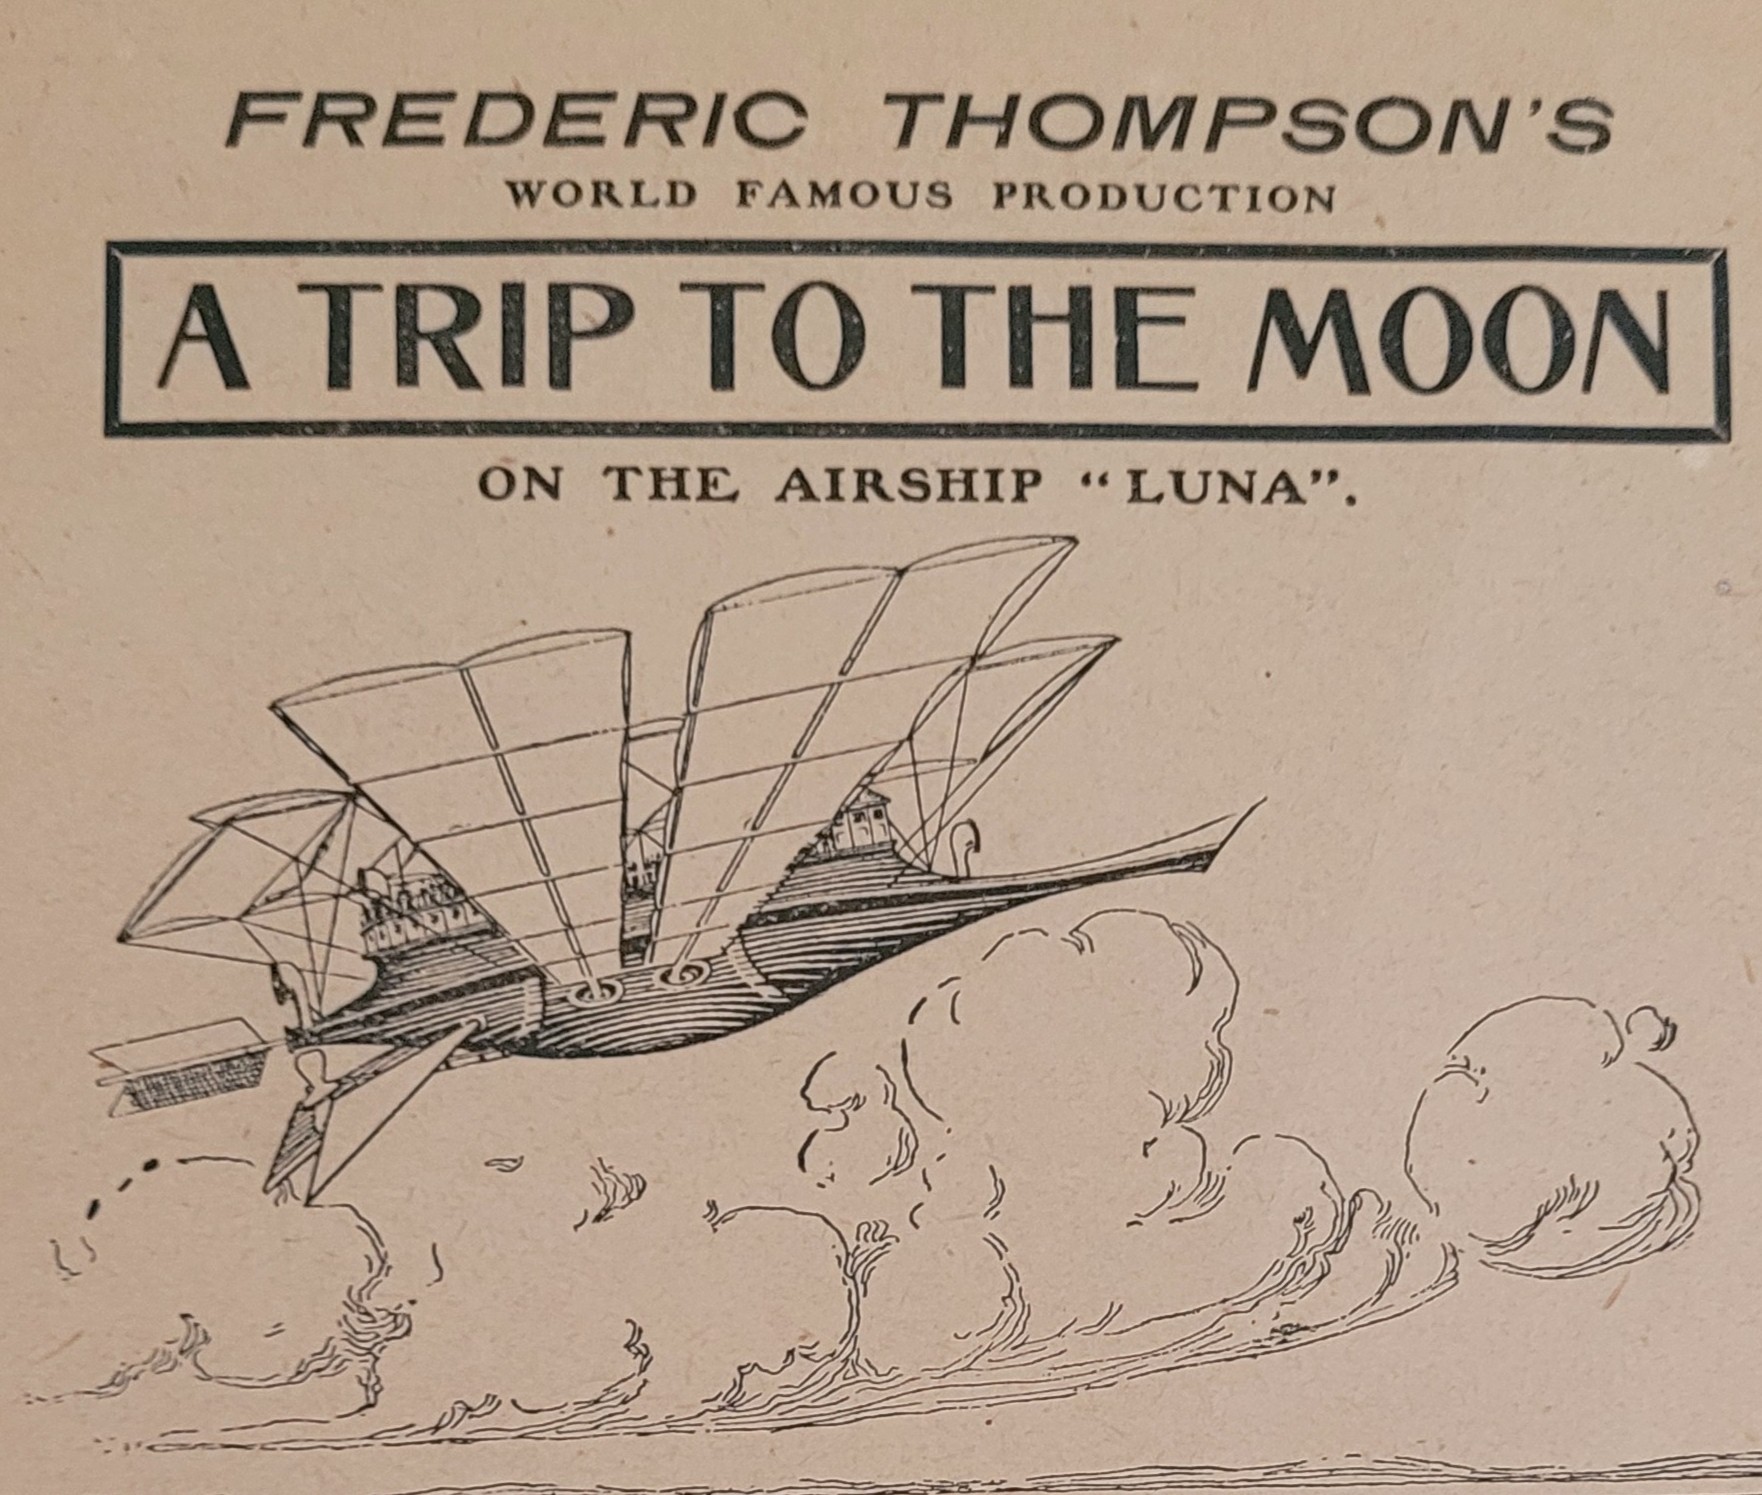 FREDERIC THOMPSON'S
WORLD FAMOUS PRODUCTION
A TRIP TO THE MOON
ON THE AIRSHIP “LUNA”.